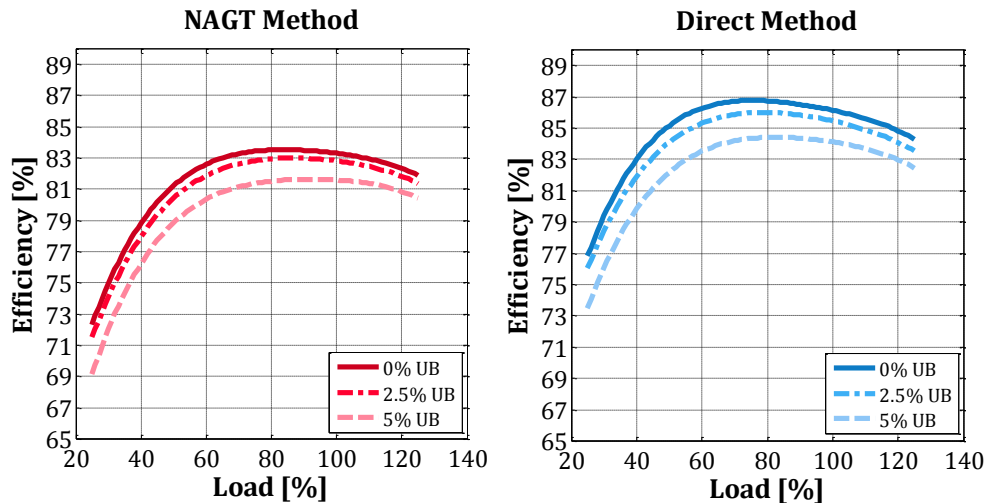 NAGT Method
Efficiency [%]
89
87
85
83
81
79
77
75
73
71
69
67
65
20 40 60 80 100 120 140
Load [%]
0% UB
2.5% UB
5% UB
Direct Method
Efficiency [%]
89
87
85
83
81
79
77
75
73
71
69
67
65
20 40 60 80 100 120 140
Load [%]
0% UB
2.5% UB
5% UB